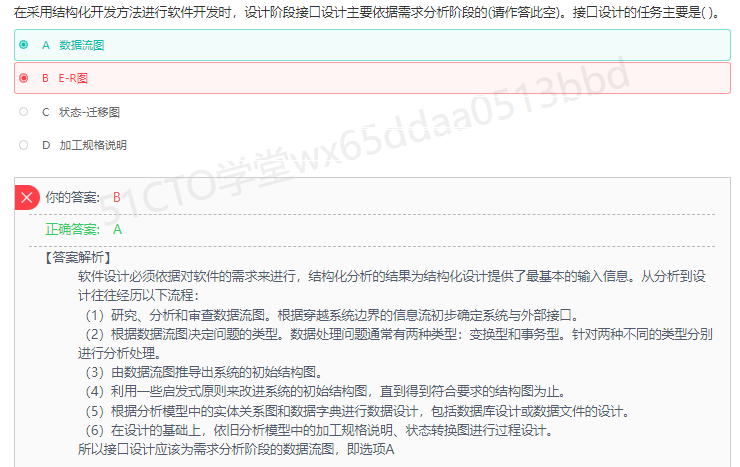 在采用结构化开发方法进行软件开发时，设计阶段接口设计主要依据需求分析阶段的(请作答此空)。接口设计的任务主要是( )。
A 数据流图
B E-R图
C 状态-迁移图
D 加工规格说明
51CTO学堂wx65ddaa0513bbd
你的答案: B
正确答案: A
【答案解析】
软件设计必须依据对软件的需求来进行，结构化分析的结果为结构化设计提供了最基本的输入信息。从分析到设
计往往经历以下流程：
（1）研究、分析和审查数据流图。根据穿越系统边界的信息流初步确定系统与外部接口。
（2）根据数据流图决定问题的类型。数据处理问题通常有两种类型：变换型和事务型。针对两种不同的类型分别
进行分析处理。
（3）由数据流图推导出系统的初始结构图。
（4）利用一些启发式原则来改进系统的初始结构图，直到得到符合要求的结构图为止。
（5）根据分析模型中的实体关系图和数据字典进行数据设计，包括数据库设计或数据文件的设计。
（6）在设计的基础上，依旧分析模型中的加工规格说明、状态转换图进行过程设计。
所以接口设计应该为需求分析阶段的数据流图，即选项A